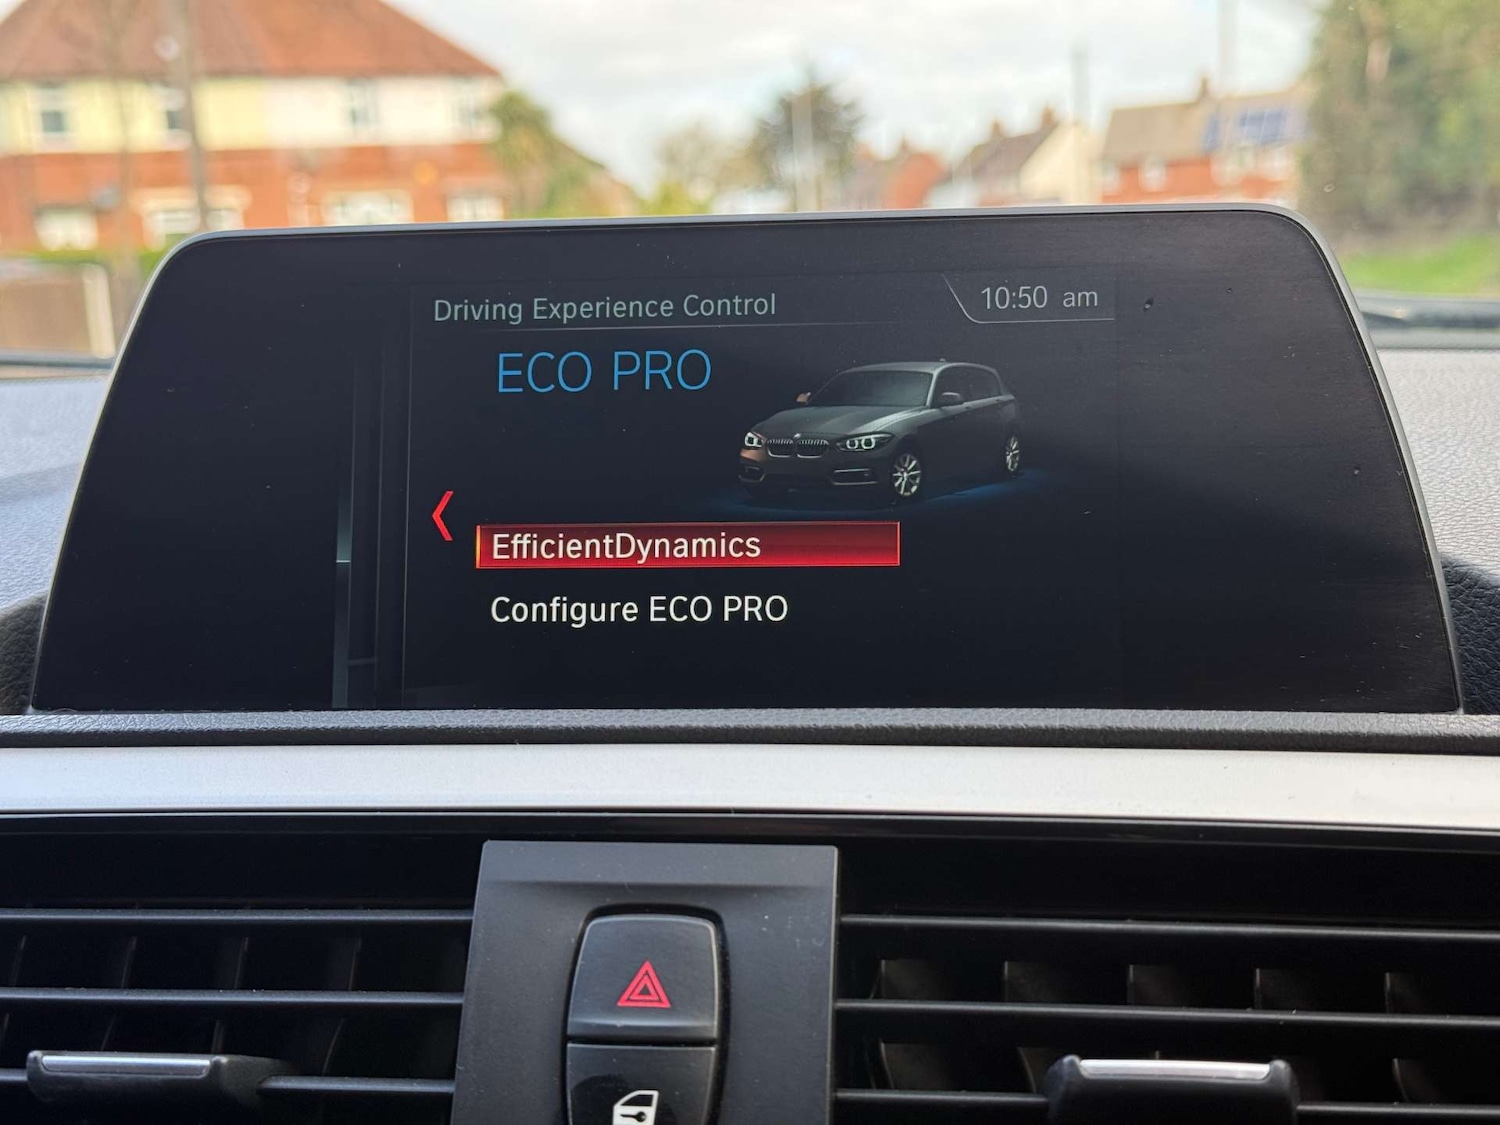 Driving Experience Control
10:50 am
ECO PRO
EfficientDynamics
Configure ECO PRO